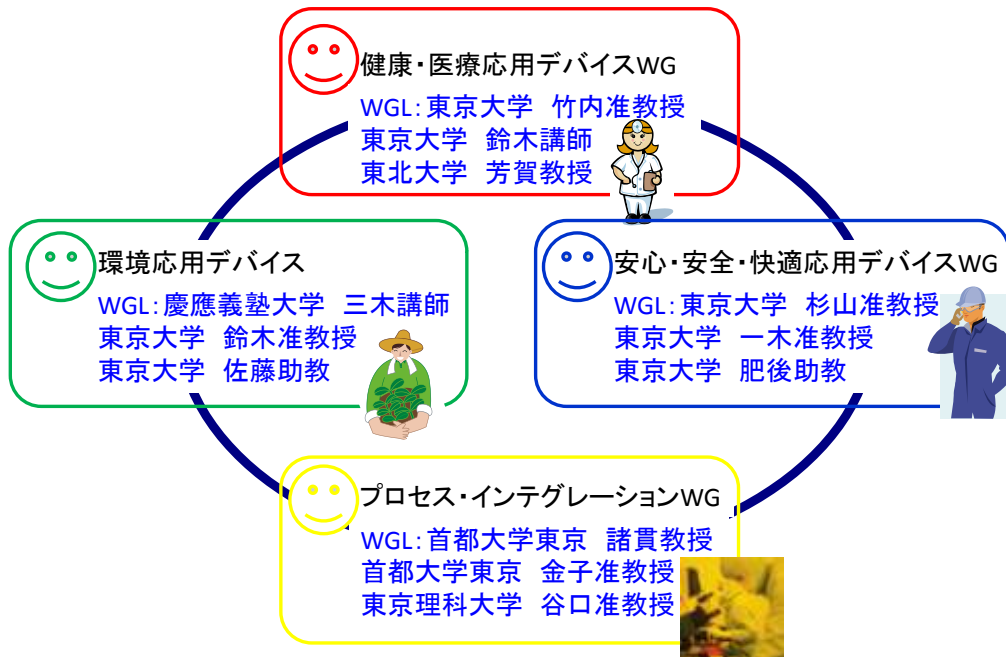 健康・医療応用デバイスWG
WGL:東京大学 竹内准教授
東京大学 鈴木講師
東北大学 芳賀教授
環境応用デバイス
WGL:慶應義塾大学 三木講師
東京大学 鈴木准教授
東京大学 佐藤助教
安心・安全・快適応用デバイスWG
WGL:東京大学 杉山准教授
東京大学 一木准教授
東京大学 肥後助教
プロセス・インテグレーションWG
WGL:首都大学東京 諸貫教授
首都大学東京 金子准教授
東京理科大学 谷口准教授